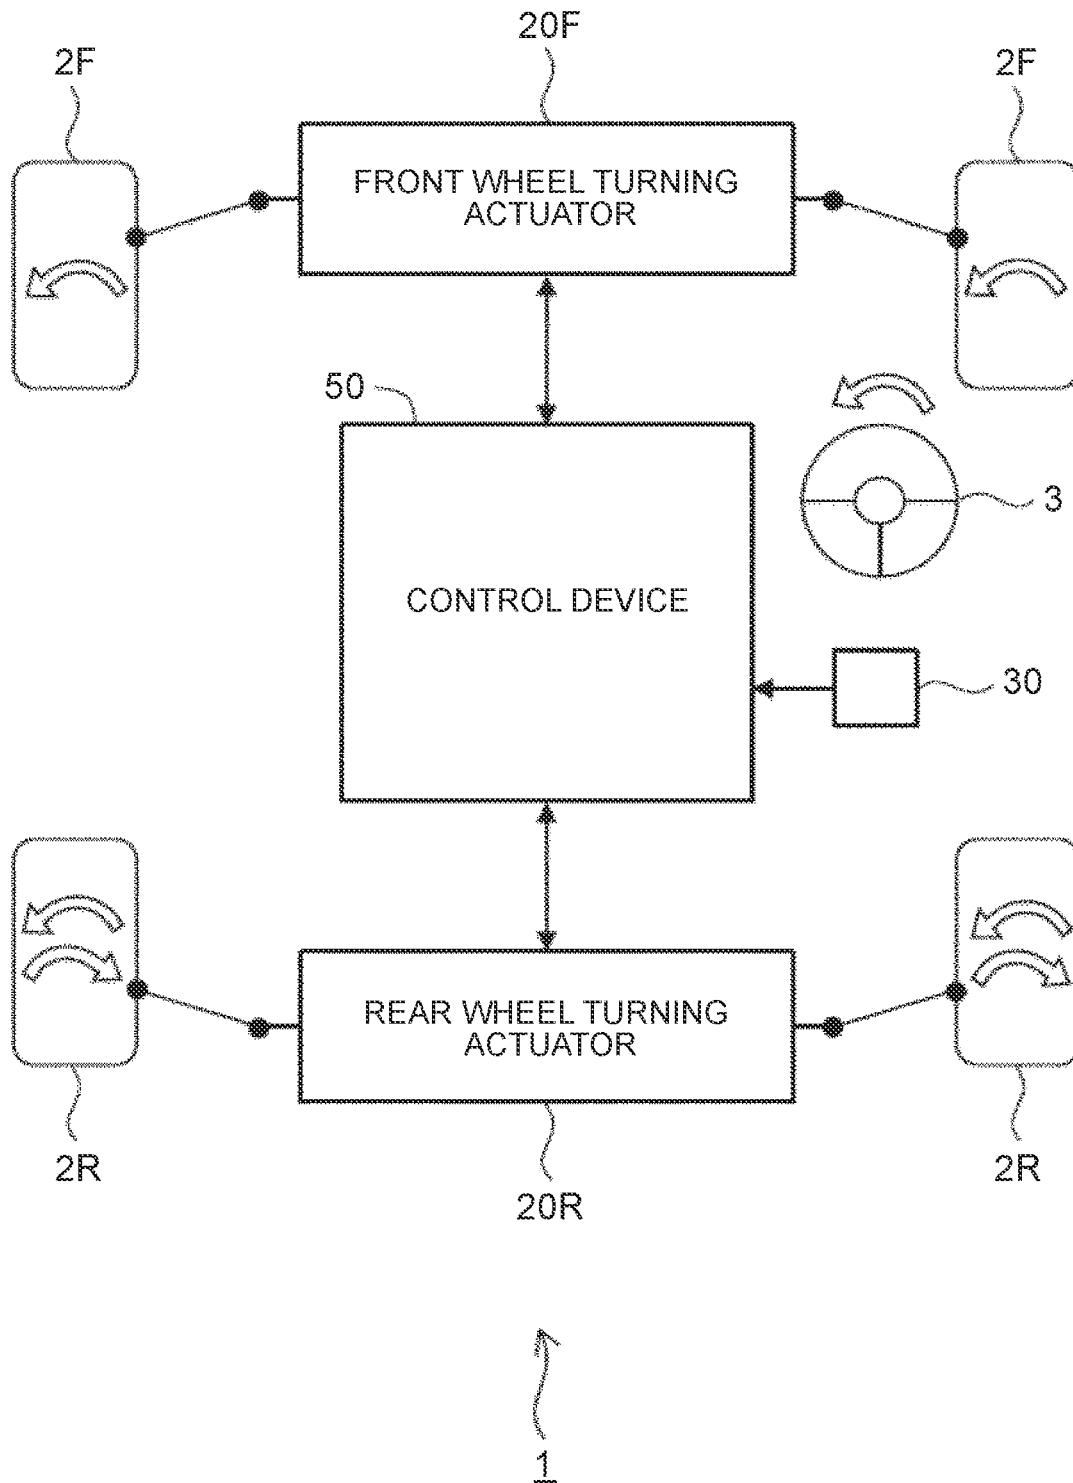 20F
2F
2F
FRONT WHEEL TURNING
ACTUATOR
50
3
CONTROL DEVICE
30
REAR WHEEL TURNING
ACTUATOR
2R
2R
20R
1